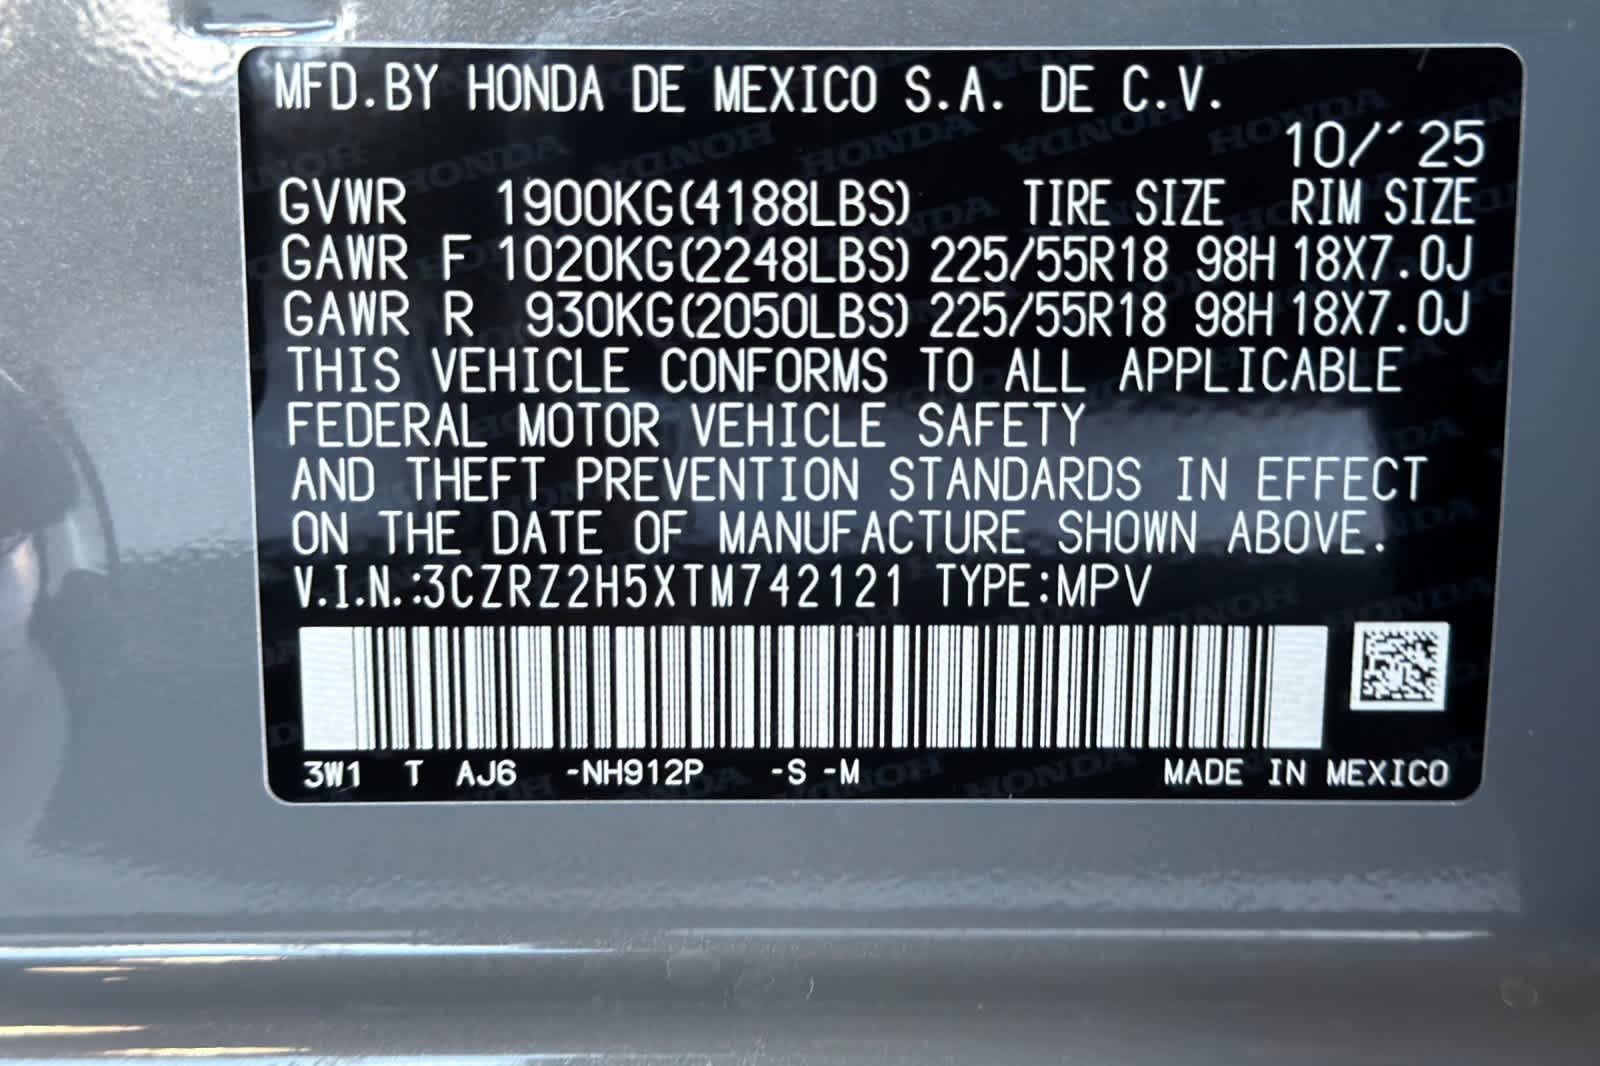 MFD.BY HONDA DE MEXICO S.A. DE C.V.
10/´25
GVWR 1900KG(4188LBS) TIRE SIZE RIM SIZE
GAWR F 1020KG(2248LBS) 225/55R18 98H 18X7.0J
GAWR R 930KG(2050LBS) 225/55R18 98H 18X7.0J
THIS VEHICLE CONFORMS TO ALL APPLICABLE
FEDERAL MOTOR VEHICLE SAFETY
AND THEFT PREVENTION STANDARDS IN EFFECT
ON THE DATE OF MANUFACTURE SHOWN ABOVE.
V.I.N.:3CZRZ2H5XTM742121 TYPE:MPV
3W1 T AJ6 -NH912P -S -M MADE IN MEXICO